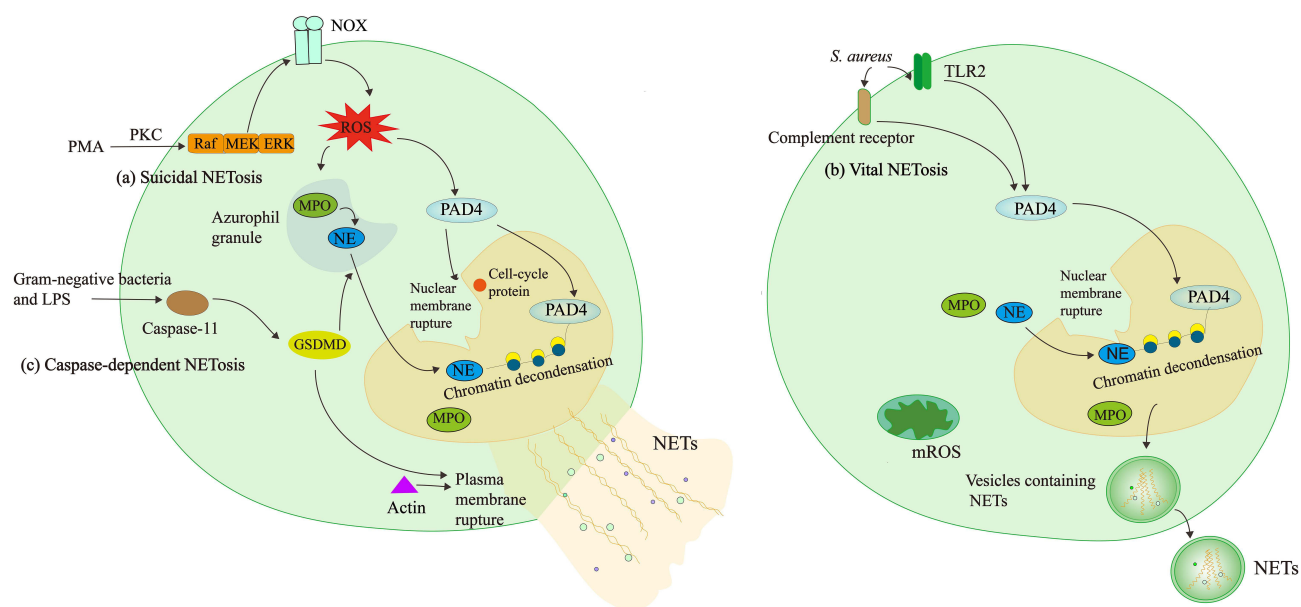 NOX
PKC
PMA
Raf MEK ERK
ROS
(a) Suicidal NETosis
MPO
Azurophil
granule
NE
PAD4
Gram-negative bacteria
and LPS
Caspase-11
Nuclear
membrane
rupture
Cell-cycle
protein
PAD4
GSDMD
(c) Caspase-dependent NETosis
NE
Chromatin decondensation
MPO
NETs
Actin
Plasma
membrane
rupture
S. aureus
TLR2
Complement receptor
(b) Vital NETosis
PAD4
Nuclear
membrane
rupture
PAD4
MPO
NE
NE
Chromatin decondensation
MPO
mROS
Vesicles containing
NETs
NETs